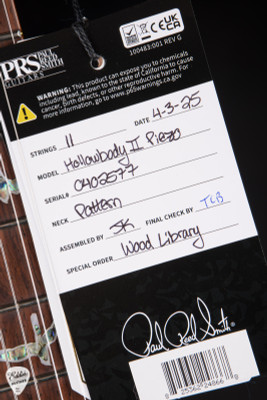 CE UKCA
100483:001 REV G
PRS PAUL REED SMITH
GUITARS
WARNING: This product can expose you to chemicals
including lead, known to the state of California to cause
cancer, birth defects, or other reproductive harm.
For more information, go to P65Warnings.ca.gov
STRINGS 11 DATE 4-3-25
MODEL Hollowbody II Piezo
SERIAL# 0402577
NECK Pattern
ASSEMBLED BY SK FINAL CHECK BY TLB
SPECIAL ORDER Wood Library
Paul Reed Smith